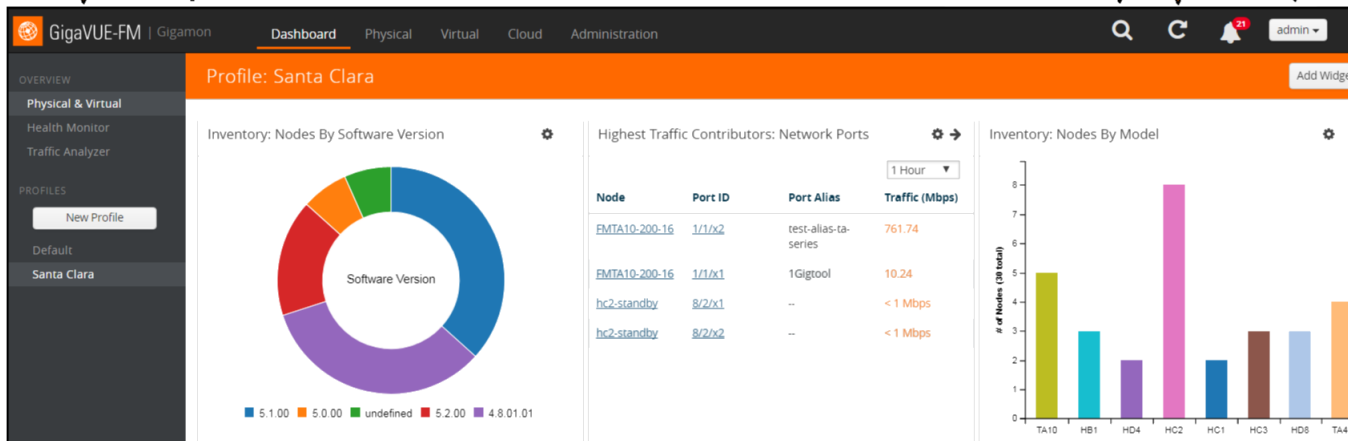 GigaVUE-FM | Gigamon
Dashboard Physical Virtual Cloud Administration
21
admin
OVERVIEW
Physical & Virtual
Health Monitor
Traffic Analyzer
PROFILES
New Profile
Default
Santa Clara
Profile: Santa Clara
Add Widge
Inventory: Nodes By Software Version
Software Version
5.1.00 5.0.00 undefined 5.2.00 4.8.01.01
Highest Traffic Contributors: Network Ports
1 Hour
Node Port ID Port Alias Traffic (Mbps)
FMTA10-200-16 1/1/x2 test-alias-ta-series 761.74
FMTA10-200-16 1/1/x1 1Gigtool 10.24
hc2-standby 8/2/x1 -- < 1 Mbps
hc2-standby 8/2/x2 -- < 1 Mbps
Inventory: Nodes By Model
# of Nodes (30 total)
8
7
6
5
4
3
2
1
0
TA10 HB1 HD4 HC2 HC1 HC3 HD8 TA4